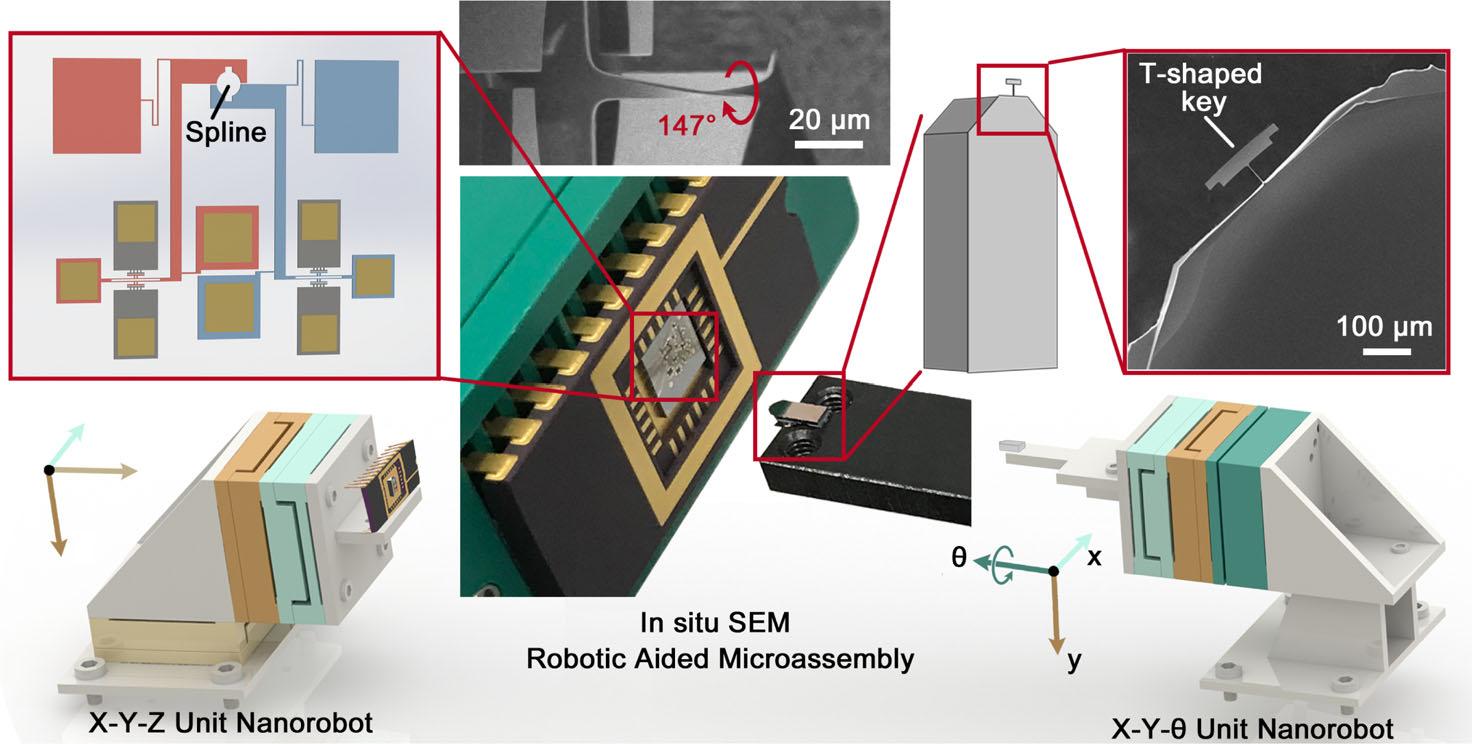 Spline
147°
20 µm
T-shaped
key
100 µm
θ
x
y
In situ SEM
Robotic Aided Microassembly
X-Y-Z Unit Nanorobot
X-Y-θ Unit Nanorobot